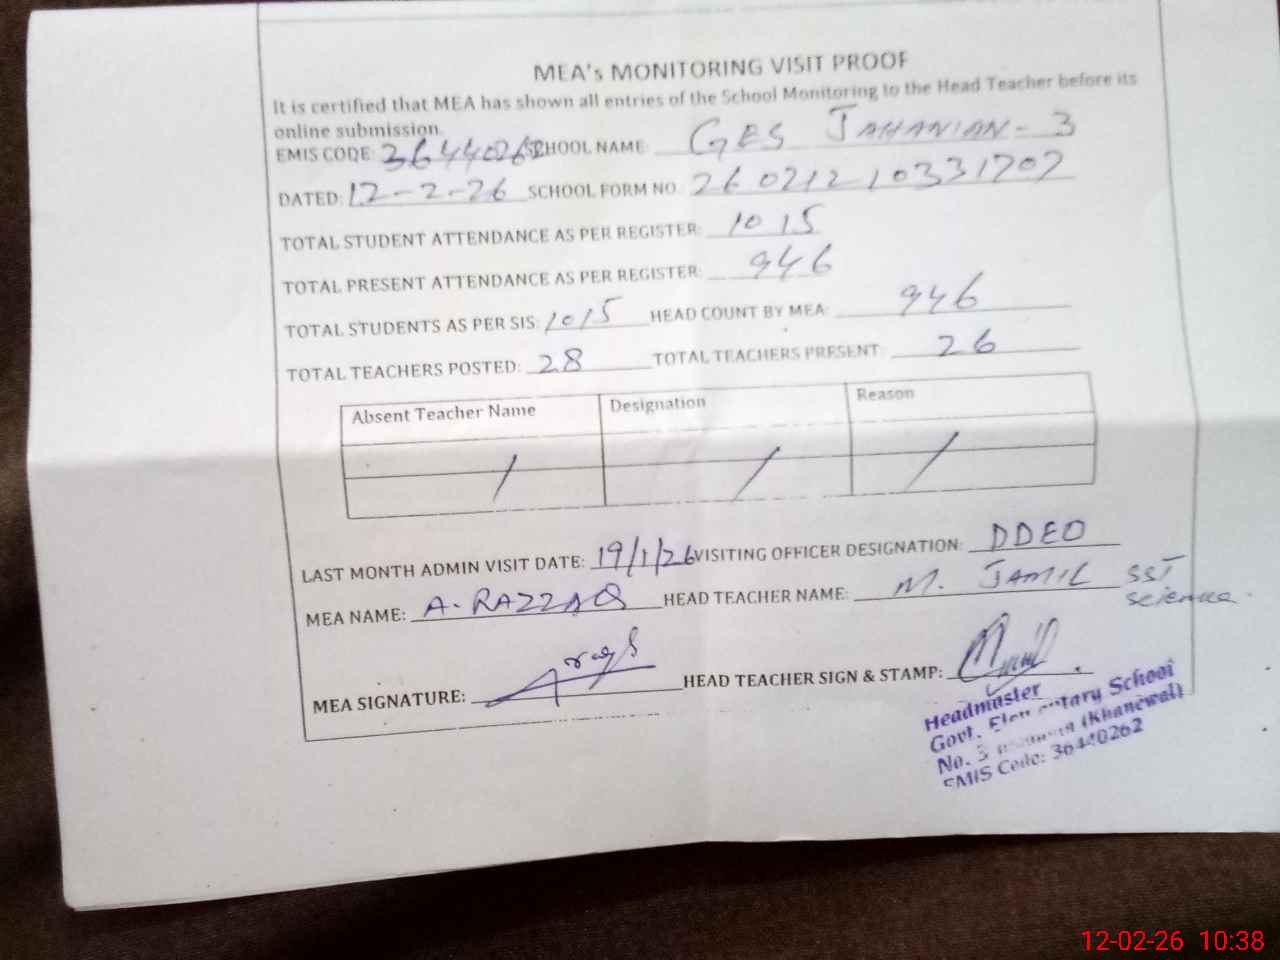 MEA's MONITORING VISIT PROOF
It is certified that MEA has shown all entries of the School Monitoring to the Head Teacher before its
online submission.
EMIS CODE: 36440262 SCHOOL NAME: GES JAHANIAN-3
DATED: 12-2-26 SCHOOL FORM NO. 26021210331707
TOTAL STUDENT ATTENDANCE AS PER REGISTER: 1015
TOTAL PRESENT ATTENDANCE AS PER REGISTER: 946
TOTAL STUDENTS AS PER SIS: 1015 HEAD COUNT BY MEA: 946
TOTAL TEACHERS POSTED: 28 TOTAL TEACHERS PRESENT: 26
Absent Teacher Name Designation Reason
/ / /
LAST MONTH ADMIN VISIT DATE: 19/1/26 VISITING OFFICER DESIGNATION: DDEO
MEA NAME: A-RAZZAQ HEAD TEACHER NAME: M. JAMIL SST
science
MEA SIGNATURE: HEAD TEACHER SIGN & STAMP:
Headmaster
Govt. Elementary School
No. 3 (Khanewal)
EMIS Code: 36440262
12-02-26 10:38